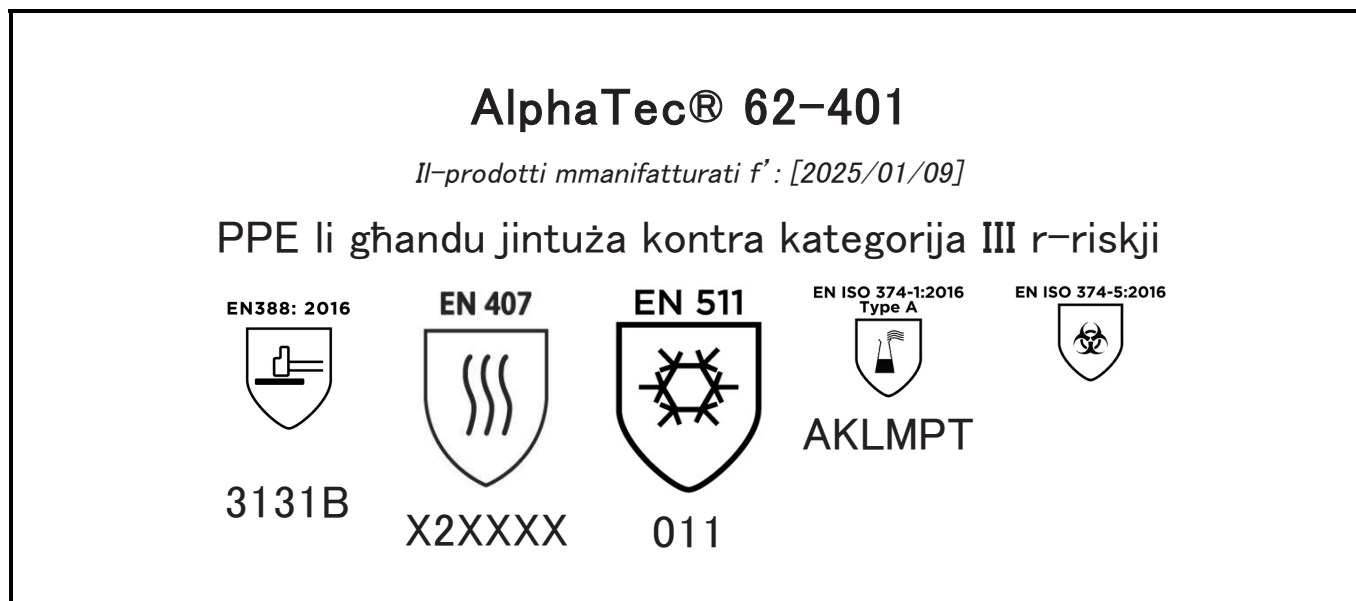 AlphaTec® 62-401
Il-prodotti mmanifatturati f': [2025/01/09]
PPE li għandu jintuża kontra kategorija III r-riskji
EN388: 2016
3131B
EN 407
X2XXXX
EN 511
011
EN ISO 374-1:2016
Type A
AKLMPT
EN ISO 374-5:2016